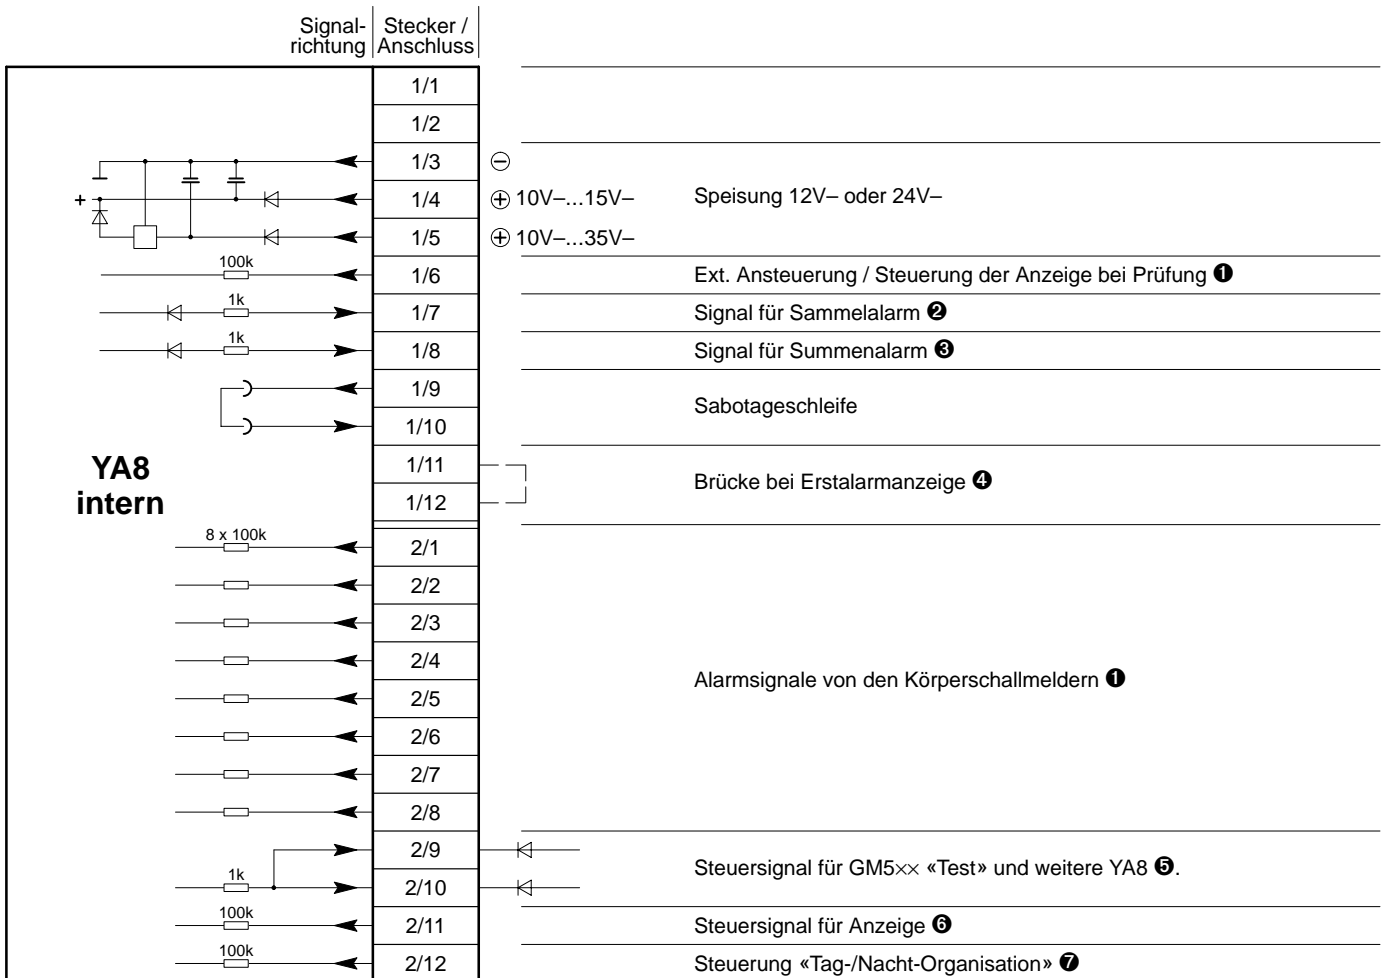 Signal-
richtung
Stecker /
Anschluss
1/1
1/2
1/3
⊖
+
1/4
⊕ 10V–...15V–
Speisung 12V– oder 24V–
1/5
⊕ 10V–...35V–
100k
1/6
Ext. Ansteuerung / Steuerung der Anzeige bei Prüfung ❶
1k
1/7
Signal für Sammelalarm ❷
1k
1/8
Signal für Summenalarm ❸
1/9
Sabotageschleife
1/10
YA8
intern
1/11
Brücke bei Erstalarmanzeige ❹
1/12
8 x 100k
2/1
2/2
2/3
2/4
Alarmsignale von den Körperschallmeldern ❶
2/5
2/6
2/7
2/8
2/9
Steuersignal für GM5×× «Test» und weitere YA8 ❺.
1k
2/10
100k
2/11
Steuersignal für Anzeige ❻
100k
2/12
Steuerung «Tag-/Nacht-Organisation» ❼